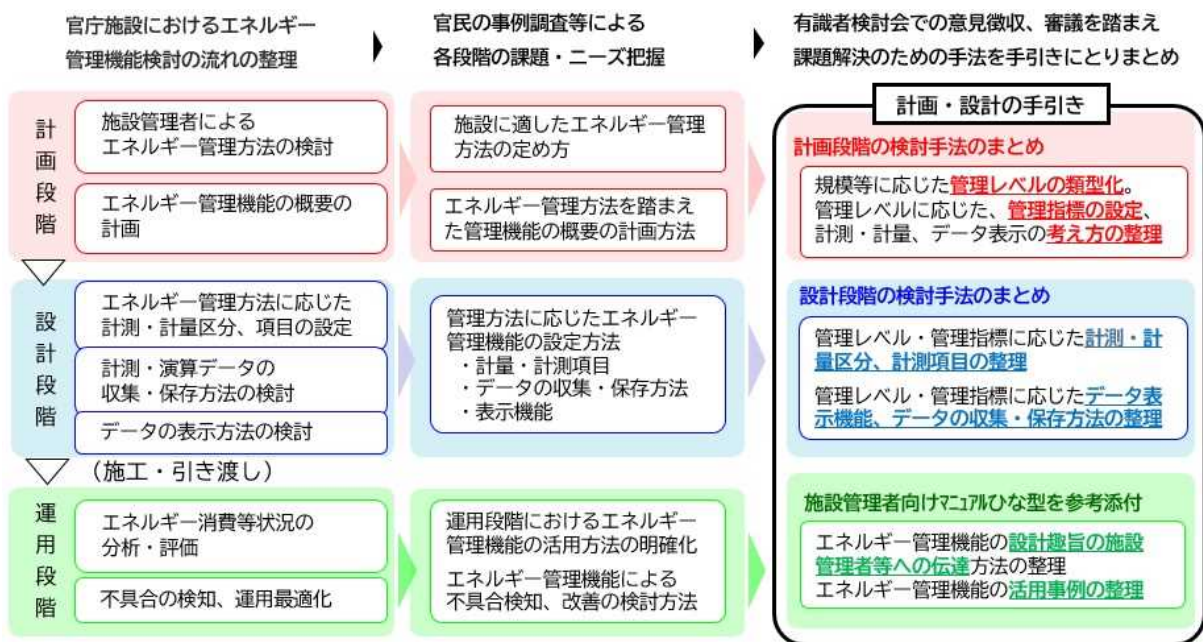 官庁施設におけるエネルギー
管理機能検討の流れの整理
官民の事例調査等による
各段階の課題・ニーズ把握
有識者検討会での意見徴収、審議を踏まえ
課題解決のための手法を手引きにとりまとめ
計画・設計の手引き
計画段階
施設管理者による
エネルギー管理方法の検討
エネルギー管理機能の概要の
計画
施設に適したエネルギー管理
方法の定め方
エネルギー管理方法を踏まえ
た管理機能の概要の計画方法
計画段階の検討手法のまとめ
規模等に応じた管理レベルの類型化。
管理レベルに応じた、管理指標の設定、
計測・計量、データ表示の考え方の整理
設計段階
エネルギー管理方法に応じた
計測・計量区分、項目の設定
計測・演算データの
収集・保存方法の検討
データの表示方法の検討
管理方法に応じたエネルギー
管理機能の設定方法
・計量・計測項目
・データの収集・保存方法
・表示機能
設計段階の検討手法のまとめ
管理レベル・管理指標に応じた計測・計
量区分、計測項目の整理
管理レベル・管理指標に応じたデータ表
示機能、データの収集・保存方法の整理
（施工・引き渡し）
運用段階
エネルギー消費等状況の
分析・評価
不具合の検知、運用最適化
運用段階におけるエネルギー
管理機能の活用方法の明確化
エネルギー管理機能による
不具合検知、改善の検討方法
施設管理者向けマニュアルひな型を参考添付
エネルギー管理機能の設計趣旨の施設
管理者等への伝達方法の整理
エネルギー管理機能の活用事例の整理